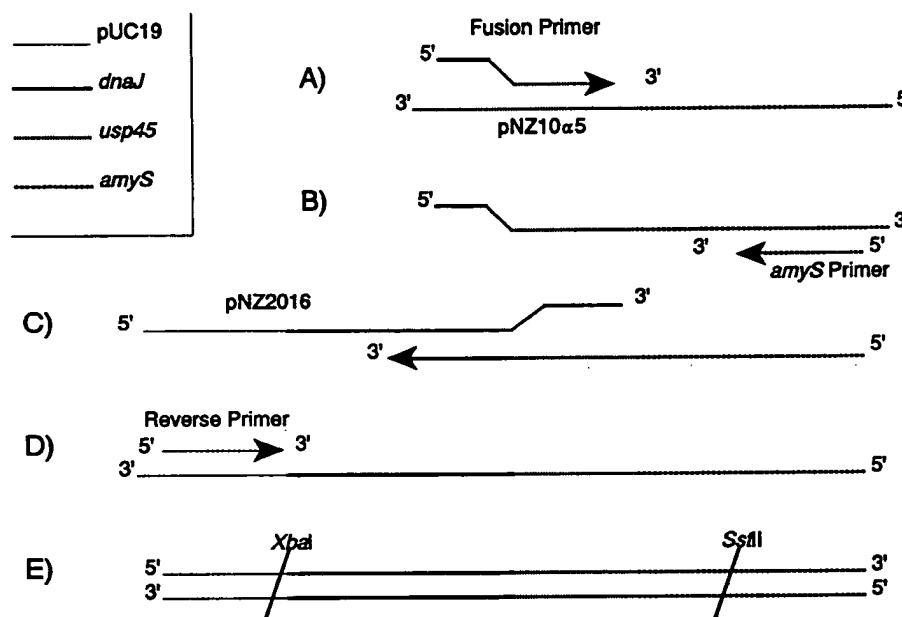 pUC19
dnaJ
usp45
amyS
A)
Fusion Primer
5'
3'
3'
5'
pNZ10α5
B)
5'
3'
3'
5'
amyS Primer
C)
pNZ2016
5'
3'
3'
5'
D)
Reverse Primer
5'
3'
3'
5'
E)
XbaI
SstII
5'
3'
3'
5'